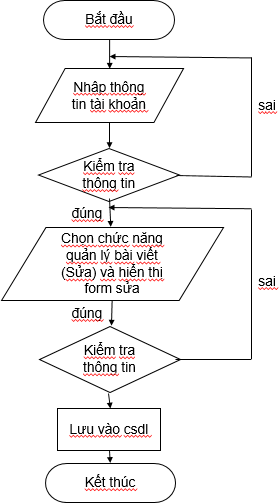 Bắt đầu
Nhập thông
tin tài khoản
sai
Kiểm tra
thông tin
đúng
Chọn chức năng
quản lý bài viết
(Sửa) và hiển thi
form sửa
sai
đúng
Kiểm tra
thông tin
Lưu vào csdl
Kết thúc